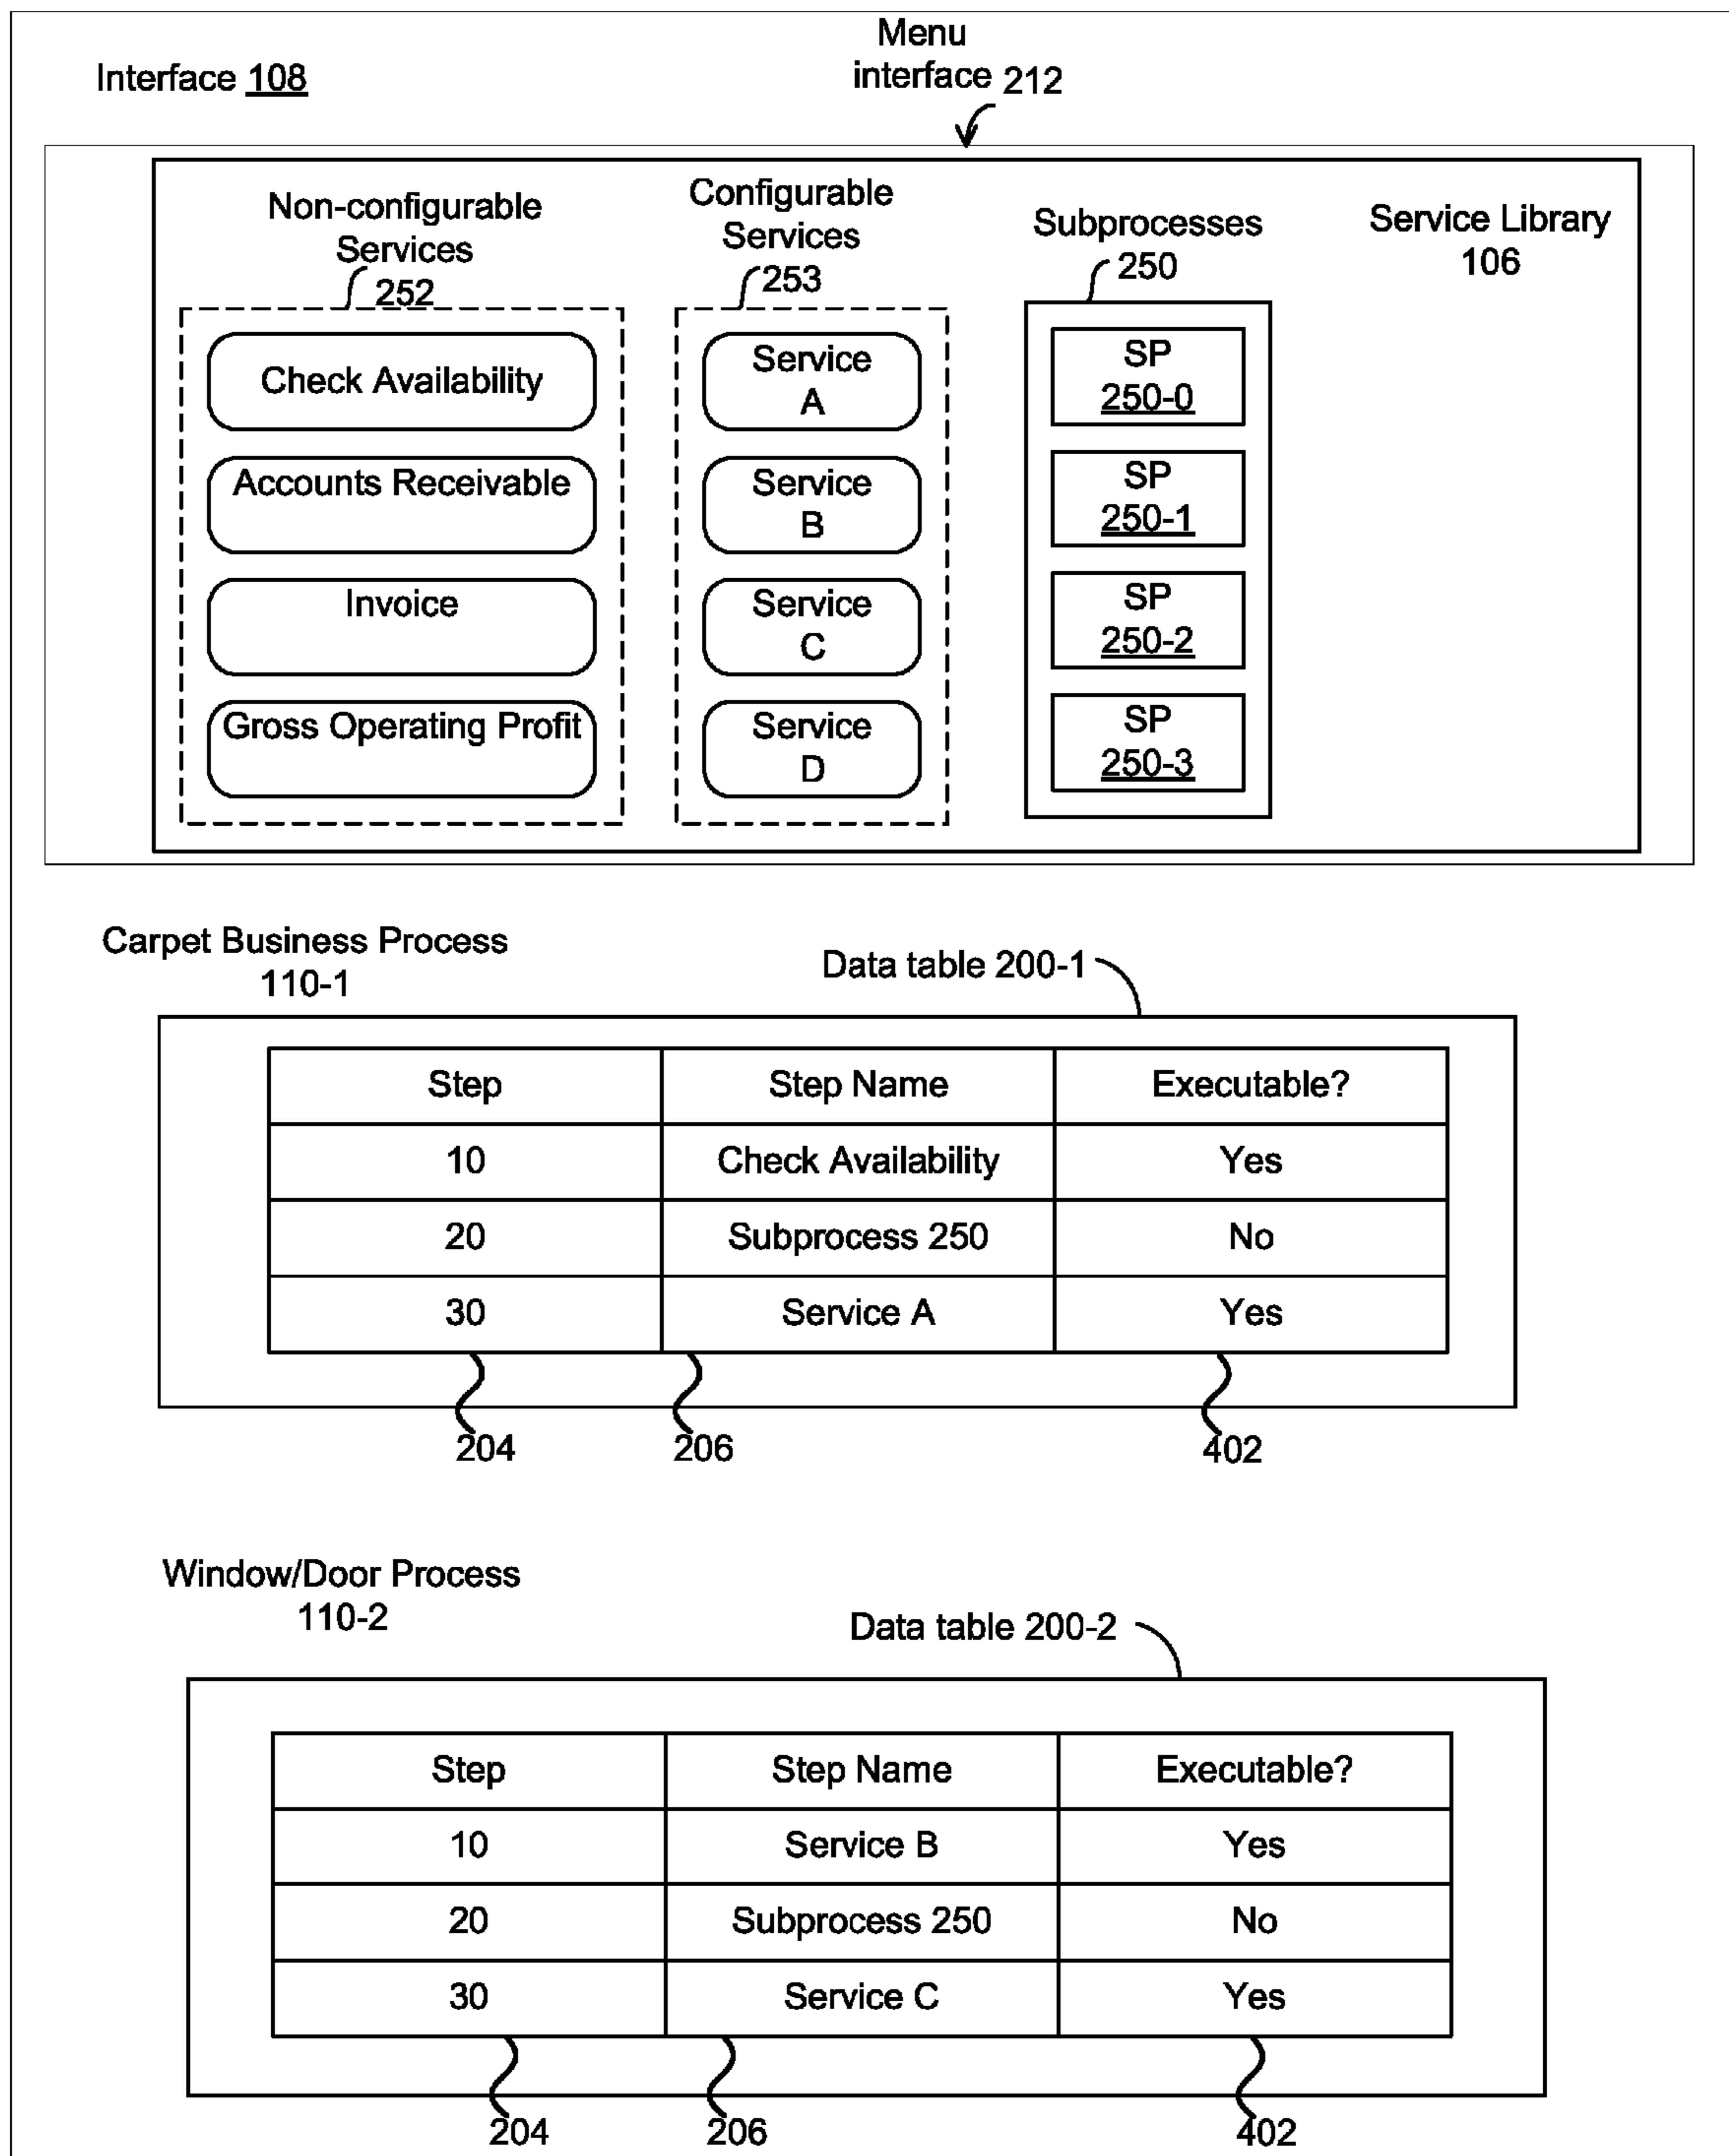 Interface 108
Menu
interface 212
Non-configurable
Services
252
Configurable
Services
253
Subprocesses
250
Service Library
106
Check Availability
Accounts Receivable
Invoice
Gross Operating Profit
Service
A
Service
B
Service
C
Service
D
SP
250-0
SP
250-1
SP
250-2
SP
250-3
Carpet Business Process
110-1
Data table 200-1
Step Step Name Executable?
10 Check Availability Yes
20 Subprocess 250 No
30 Service A Yes
204 206 402
Window/Door Process
110-2
Data table 200-2
Step Step Name Executable?
10 Service B Yes
20 Subprocess 250 No
30 Service C Yes
204 206 402